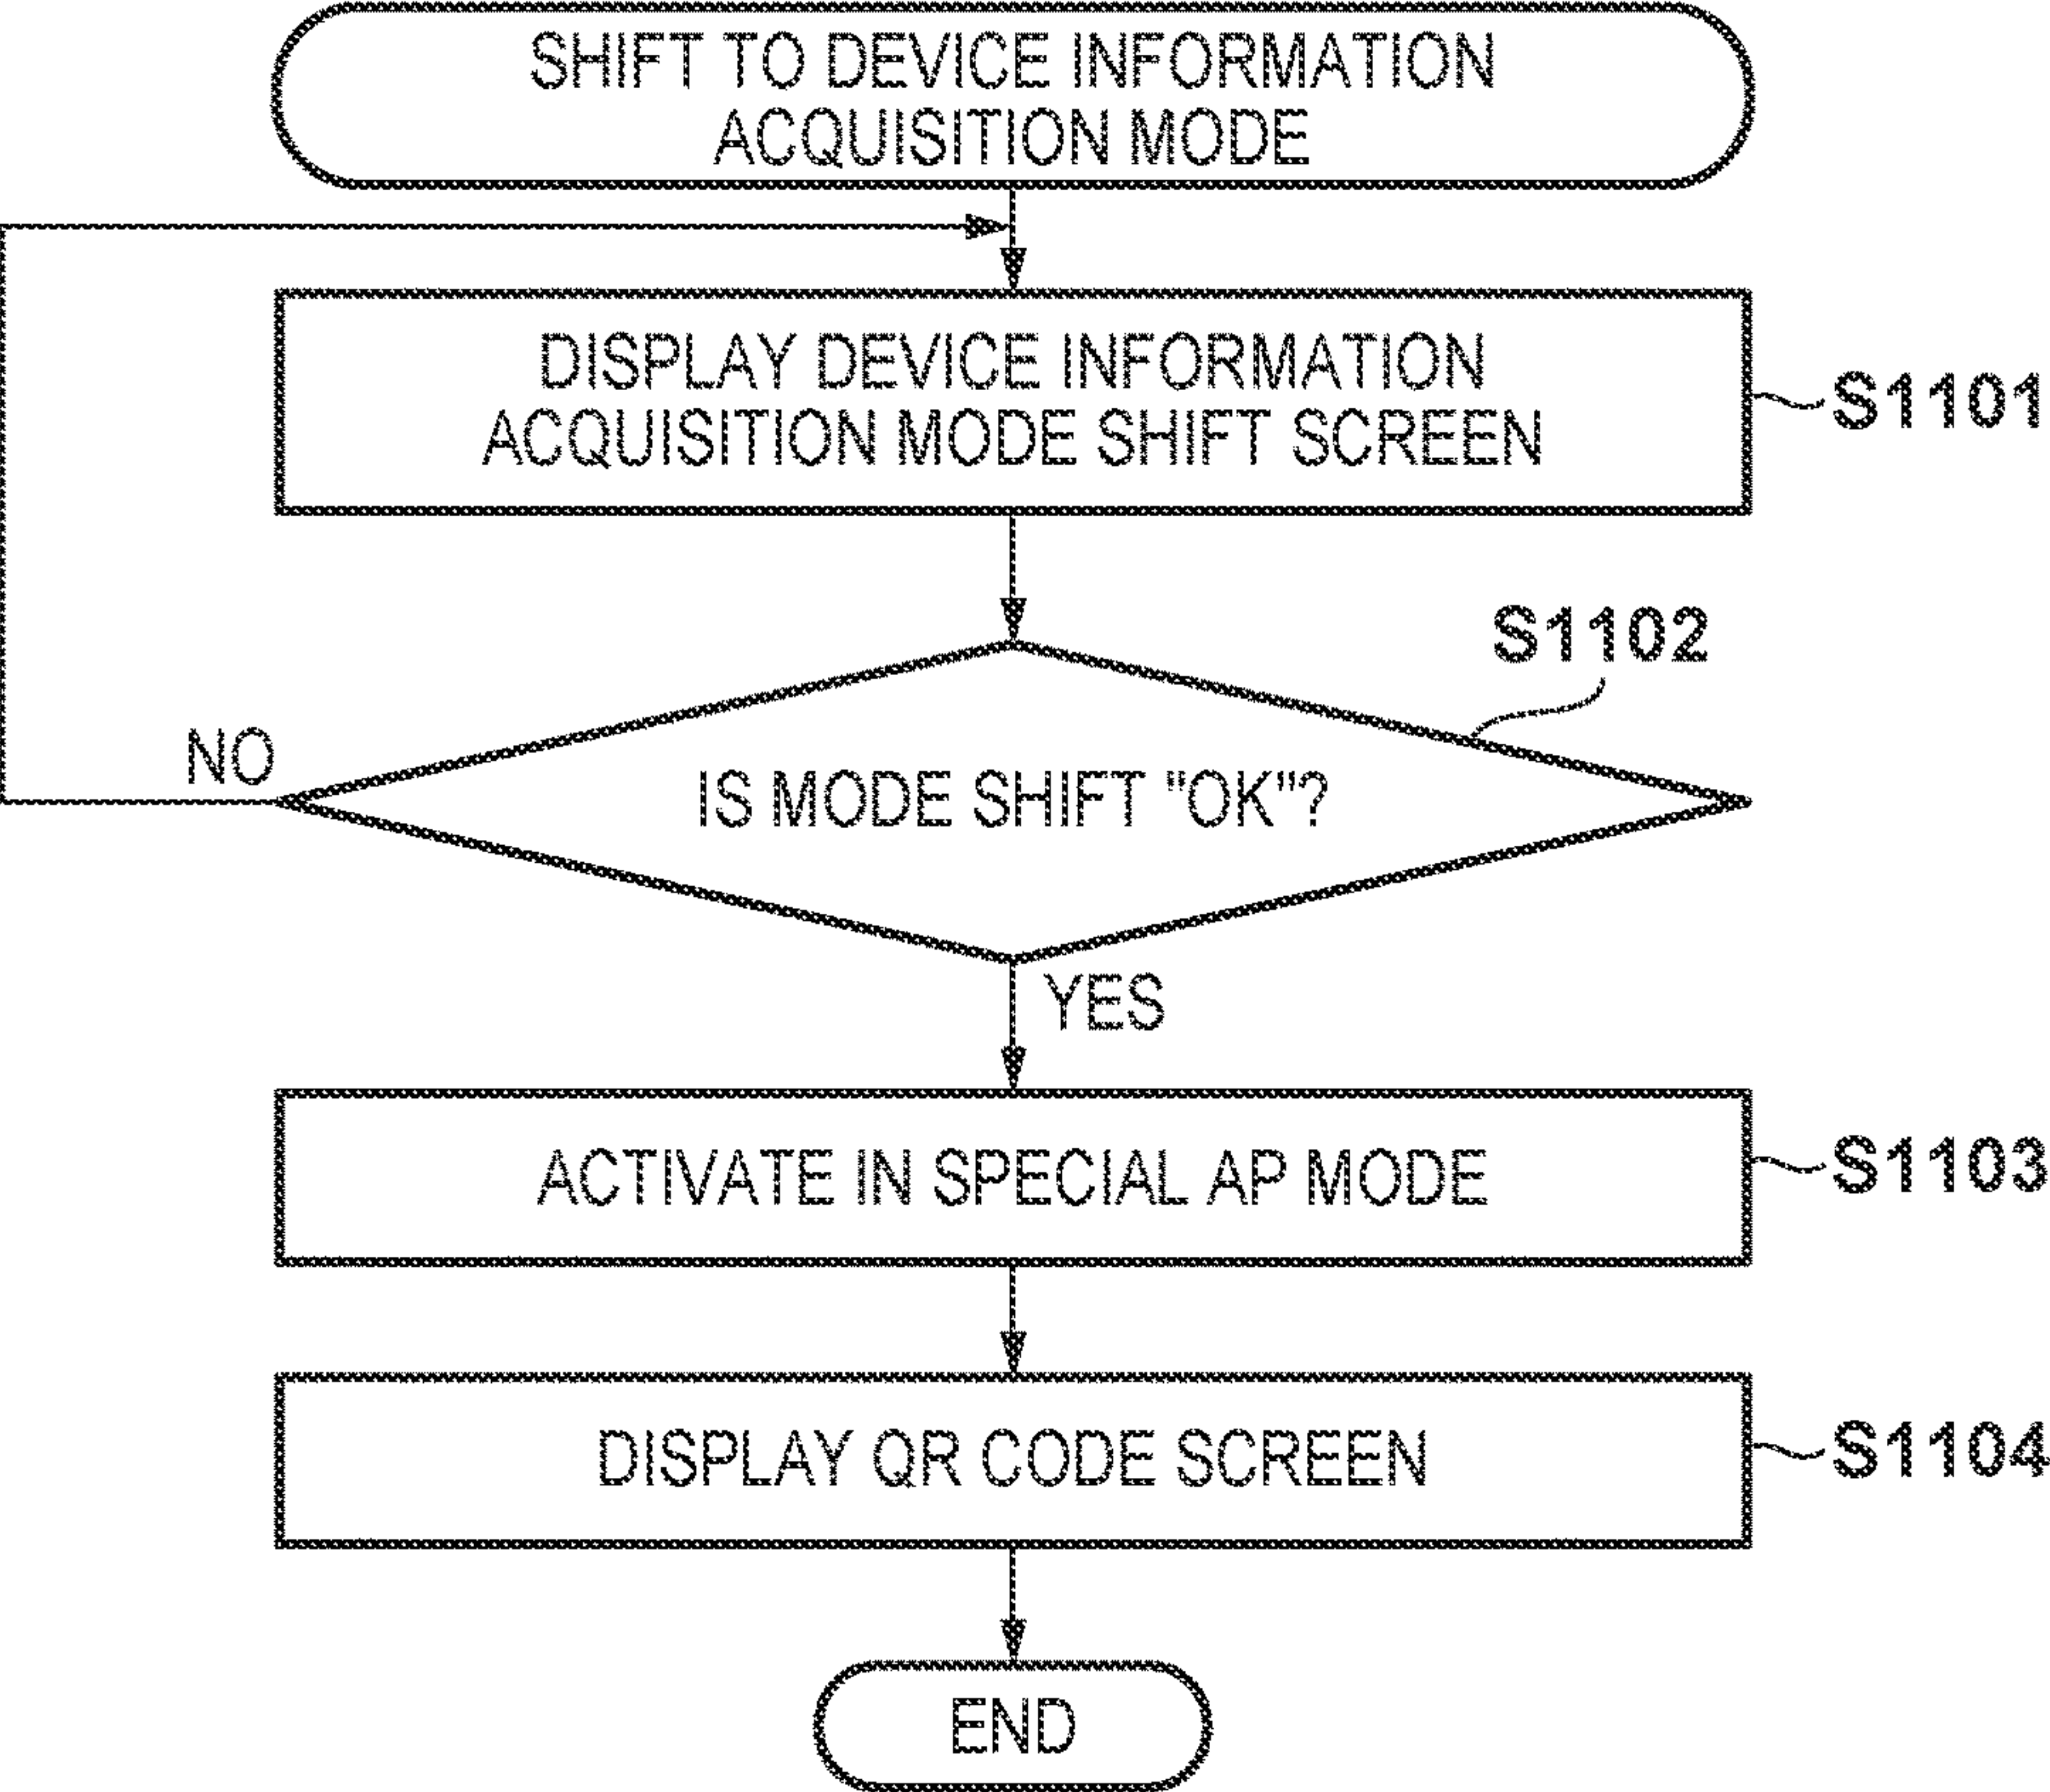 SHIFT TO DEVICE INFORMATION
ACQUISITION MODE
DISPLAY DEVICE INFORMATION
ACQUISITION MODE SHIFT SCREEN
S1101
S1102
NO
IS MODE SHIFT "OK"?
YES
ACTIVATE IN SPECIAL AP MODE
S1103
DISPLAY QR CODE SCREEN
S1104
END